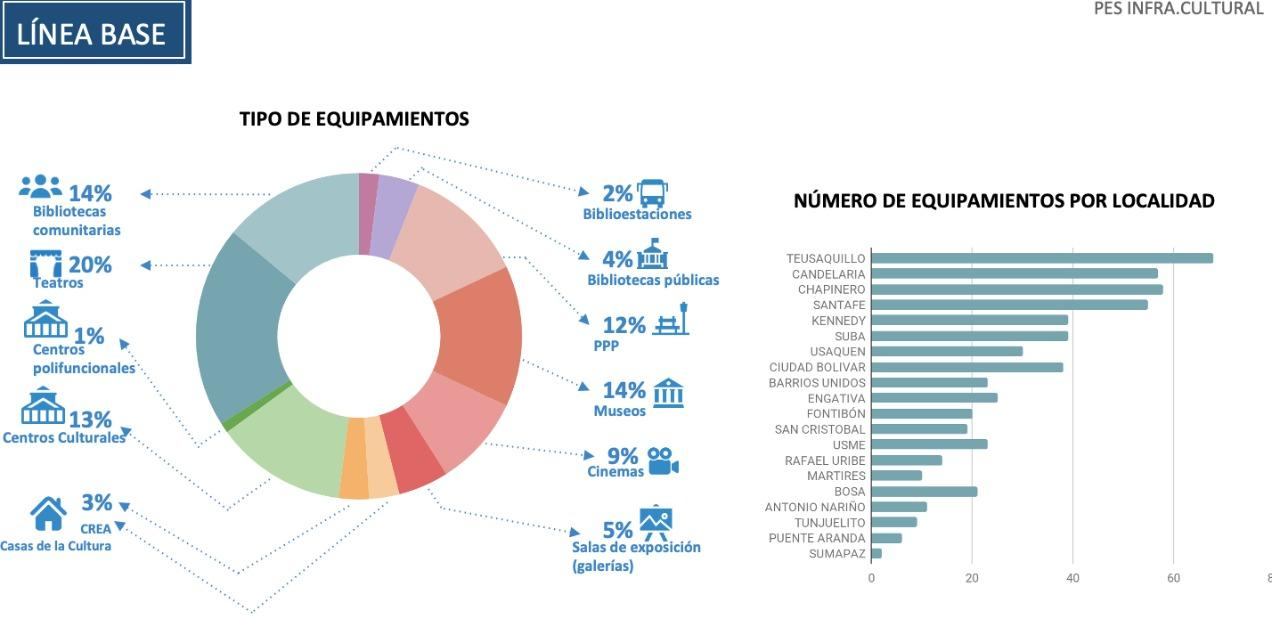 LÍNEA BASE
PES INFRA.CULTURAL
TIPO DE EQUIPAMIENTOS
14%
Bibliotecas
comunitarias
20%
Teatros
1%
Centros
polifuncionales
13%
Centros Culturales
3%
CREA
Casas de la Cultura
2%
Biblioestaciones
4%
Bibliotecas públicas
12%
PPP
14%
Museos
9%
Cinemas
5%
Salas de exposición
(galerías)
NÚMERO DE EQUIPAMIENTOS POR LOCALIDAD
TEUSAQUILLO
CANDELARIA
CHAPINERO
SANTAFE
KENNEDY
SUBA
USAQUEN
CIUDAD BOLIVAR
BARRIOS UNIDOS
ENGATIVA
FONTIBÓN
SAN CRISTOBAL
USME
RAFAEL URIBE
MARTIRES
BOSA
ANTONIO NARIÑO
TUNJUELITO
PUENTE ARANDA
SUMAPAZ
0 20 40 60